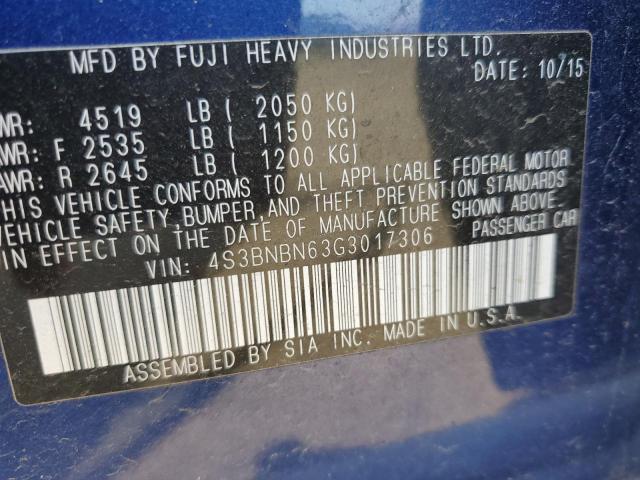 MFD BY FUJI HEAVY INDUSTRIES LTD.
DATE: 10/15
WR: 4519 LB ( 2050 KG)
AWR: F 2535 LB ( 1150 KG)
AWR: R 2645 LB ( 1200 KG)
THIS VEHICLE CONFORMS TO ALL APPLICABLE FEDERAL MOTOR
VEHICLE SAFETY, BUMPER, AND THEFT PREVENTION STANDARDS
IN EFFECT ON THE DATE OF MANUFACTURE SHOWN ABOVE.
VIN: 4S3BNBN63G3017306 PASSENGER CAR
ASSEMBLED BY SIA INC. MADE IN U.S.A.